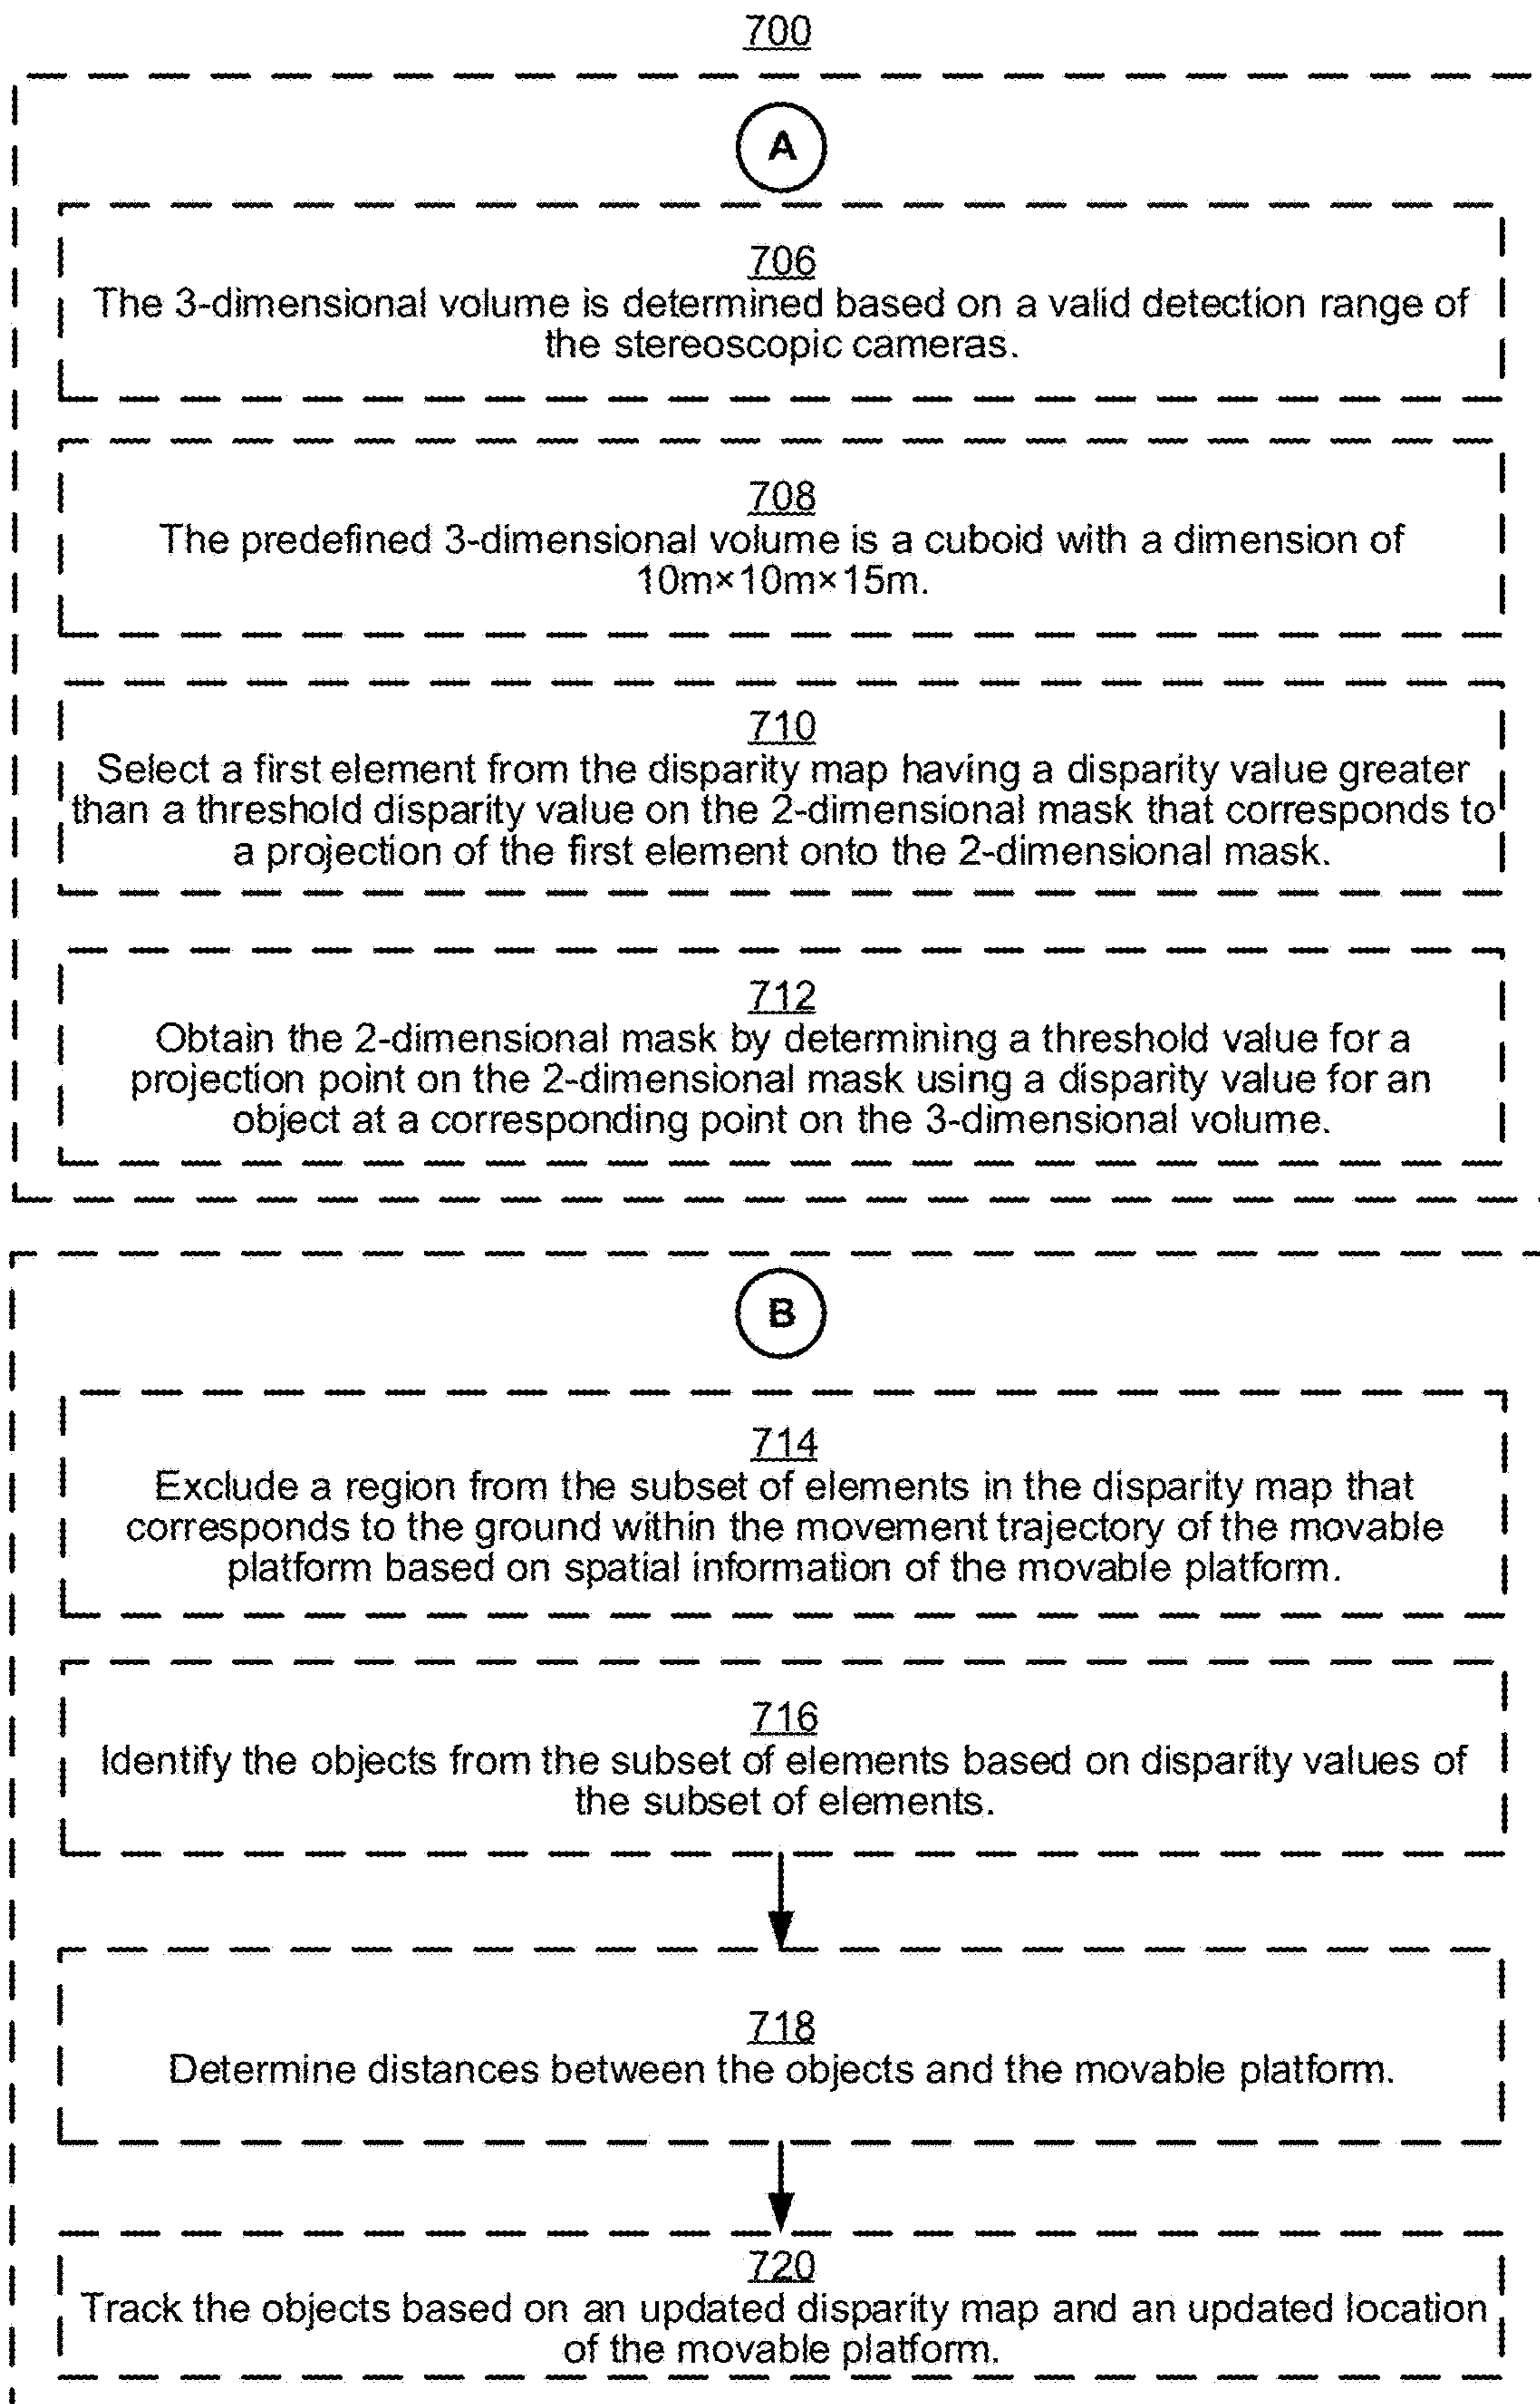 700
A
706
The 3-dimensional volume is determined based on a valid detection range of
the stereoscopic cameras.
708
The predefined 3-dimensional volume is a cuboid with a dimension of
10m×10m×15m.
710
Select a first element from the disparity map having a disparity value greater
than a threshold disparity value on the 2-dimensional mask that corresponds to
a projection of the first element onto the 2-dimensional mask.
712
Obtain the 2-dimensional mask by determining a threshold value for a
projection point on the 2-dimensional mask using a disparity value for an
object at a corresponding point on the 3-dimensional volume.
B
714
Exclude a region from the subset of elements in the disparity map that
corresponds to the ground within the movement trajectory of the movable
platform based on spatial information of the movable platform.
716
Identify the objects from the subset of elements based on disparity values of
the subset of elements.
718
Determine distances between the objects and the movable platform.
720
Track the objects based on an updated disparity map and an updated location
of the movable platform.